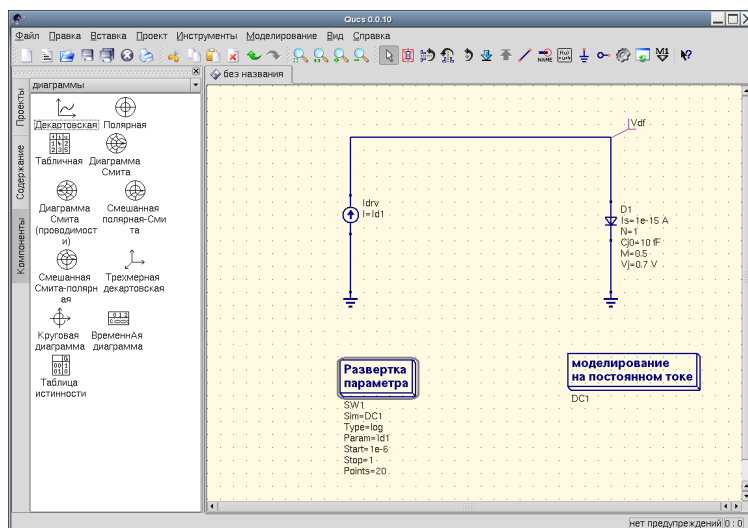 Qucs 0.0.10
Файл Правка Вставка Проект Инструменты Моделирование Вид Справка
NAME
M1
без названия
диаграммы
Проекты
Содержание
Компоненты
Декартовская Полярная
Табличная Диаграмма
Смита
Диаграмма Смешанная
Смита полярная-Сми
(проводимост та
и)
Смешанная Трехмерная
Смита-полярн декартовская
ая
Круговая ВременнАя
диаграмма диаграмма
Таблица
истинности
Vdf
Idrv
I=Id1
D1
Is=1e-15 A
N=1
Cj0=10 fF
M=0.5
Vj=0.7 V
Развертка
параметра
SW1
Sim=DC1
Type=log
Param=Id1
Start=1e-6
Stop=1
Points=20
моделирование
на постоянном токе
DC1
нет предупреждений 0 : 0